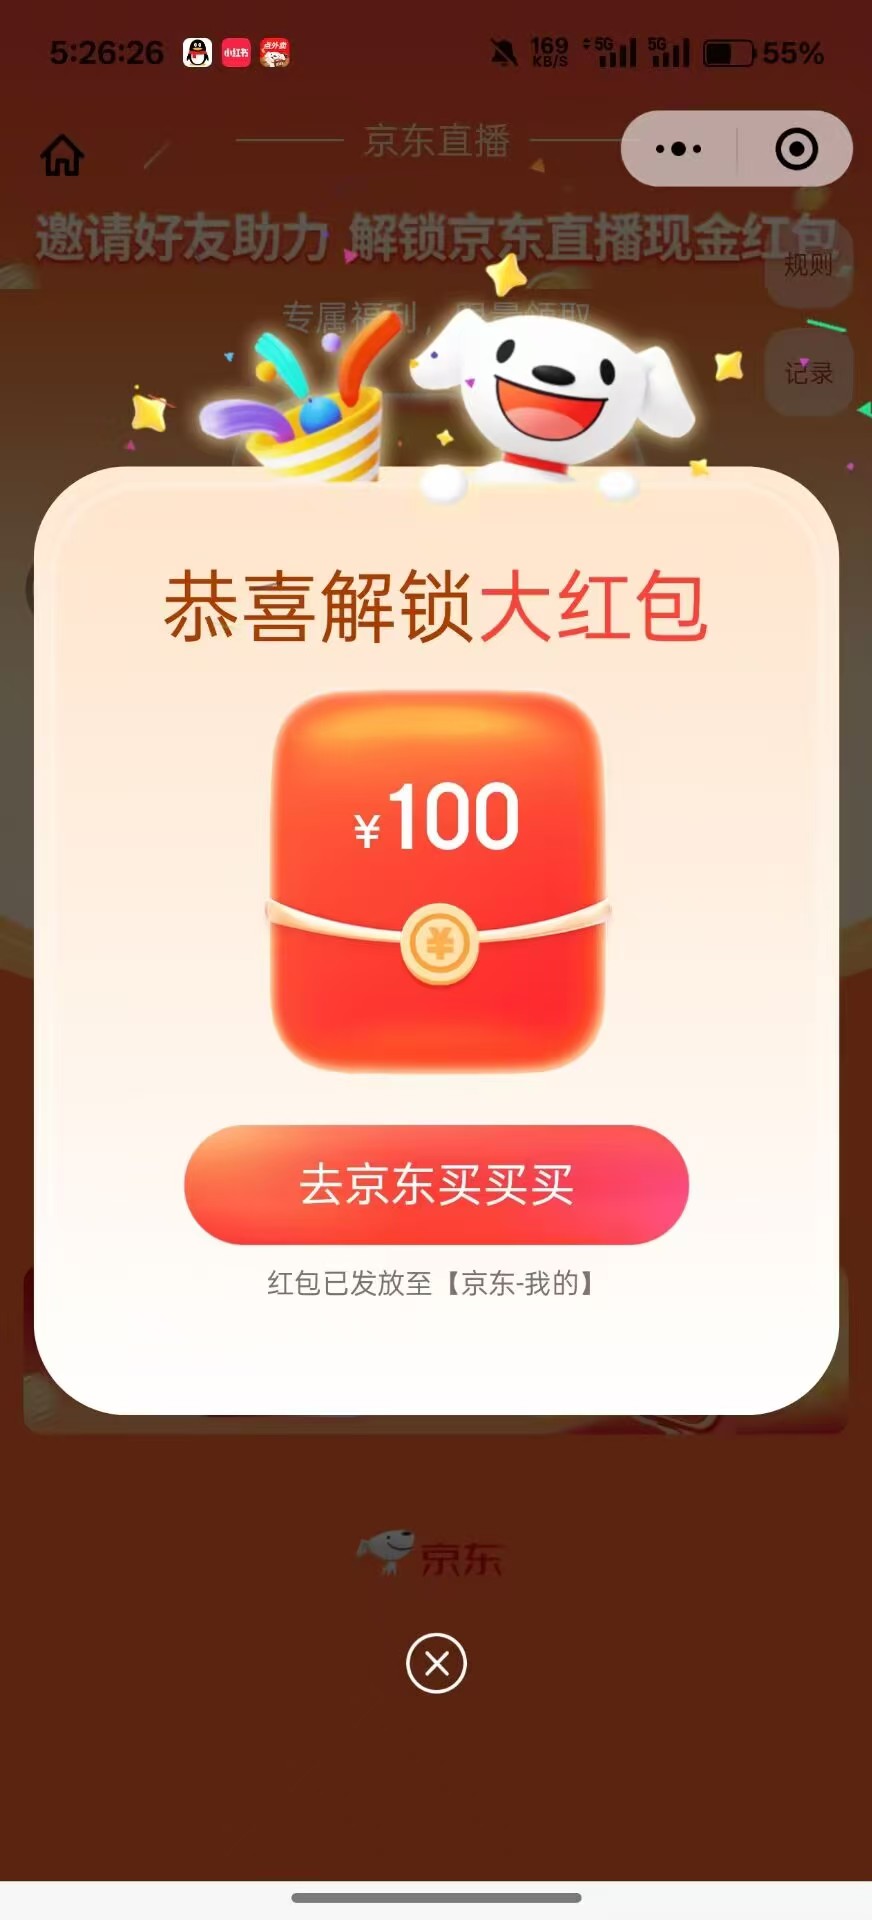 5:26:26 小红书 点外卖 169 KB/S 5G 5G 55%
京东直播
邀请好友助力 解锁京东直播现金红包
规则
专属福利，限量领取
记录
恭喜解锁大红包
¥100
¥
去京东买买买
红包已发放至【京东-我的】
京东